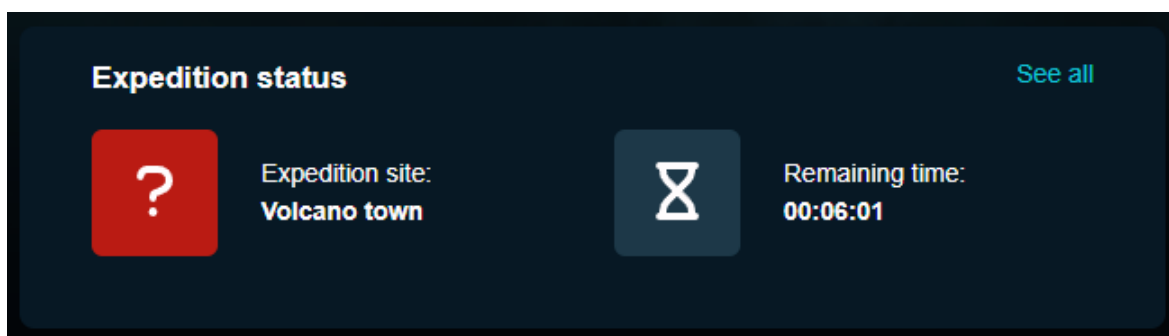 Expedition status
See all
?
Expedition site:
Volcano town
Remaining time:
00:06:01